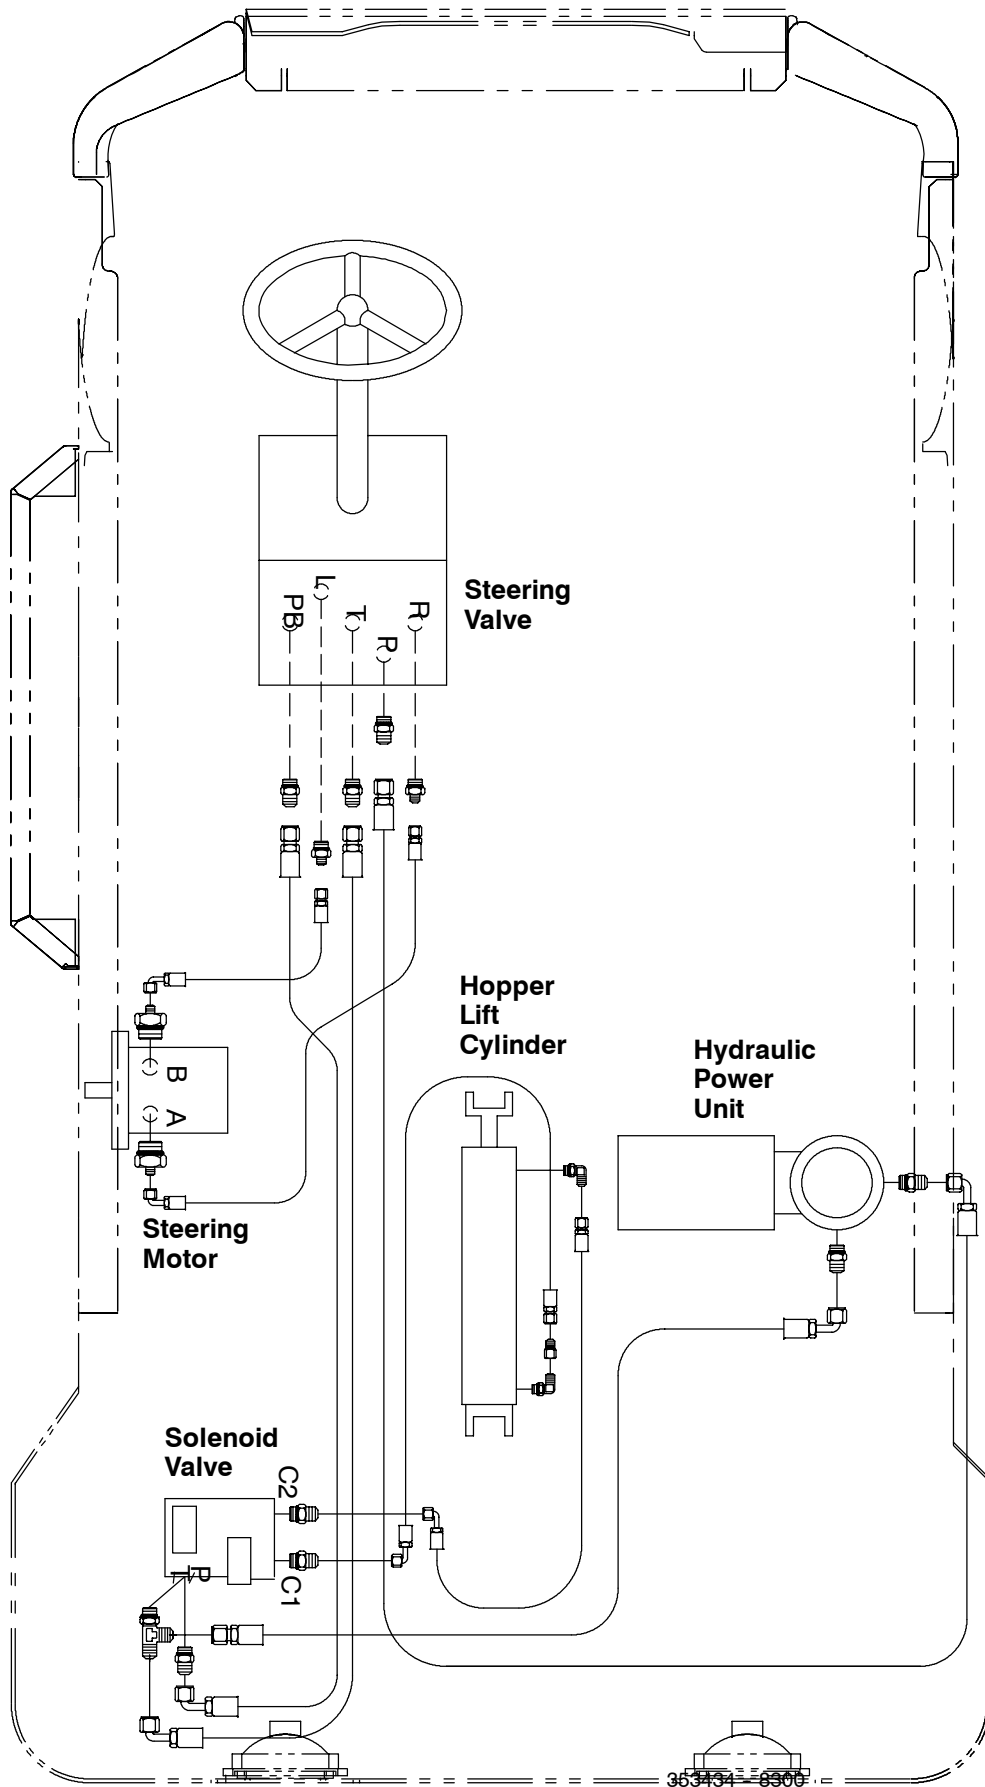 L
PB
T
R
P
Steering
Valve
Hopper
Lift
Cylinder
Hydraulic
Power
Unit
B
A
Steering
Motor
Solenoid
Valve
C2
P
T
C1
353434 - 8300